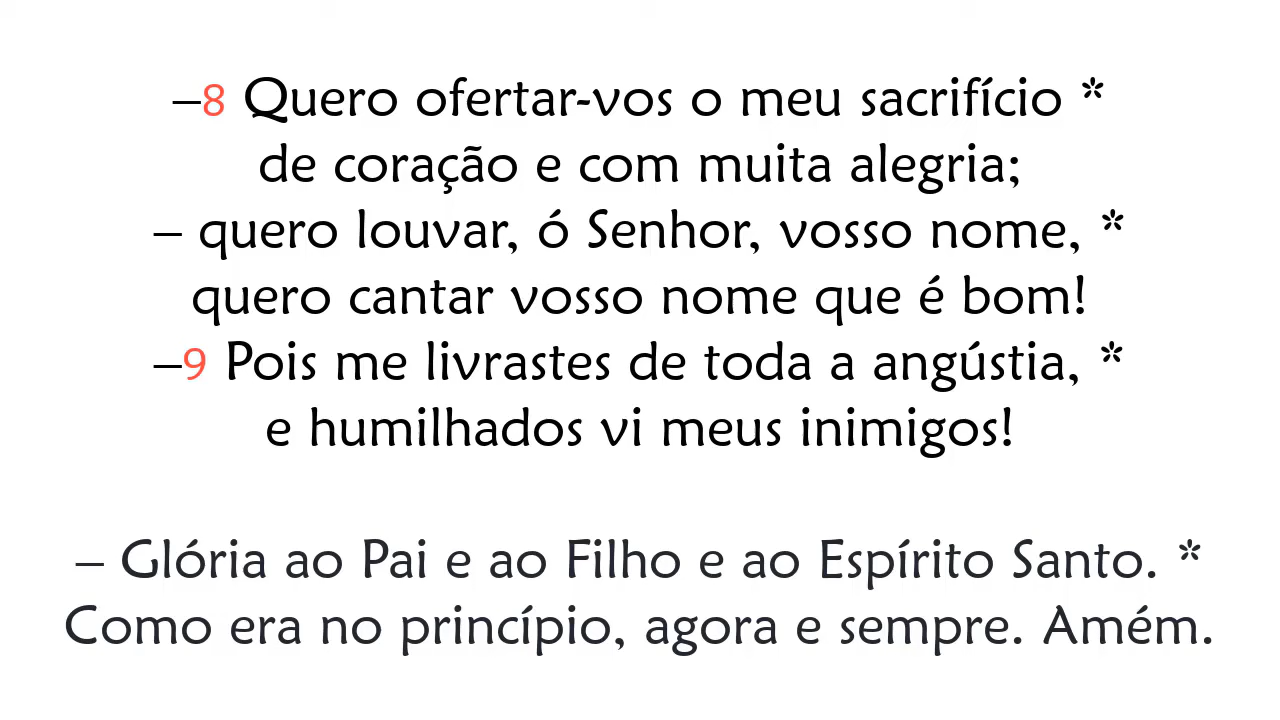 –8 Quero ofertar-vos o meu sacrifício *
de coração e com muita alegria;
– quero louvar, ó Senhor, vosso nome, *
quero cantar vosso nome que é bom!
–9 Pois me livrastes de toda a angústia, *
e humilhados vi meus inimigos!
– Glória ao Pai e ao Filho e ao Espírito Santo. *
Como era no princípio, agora e sempre. Amém.